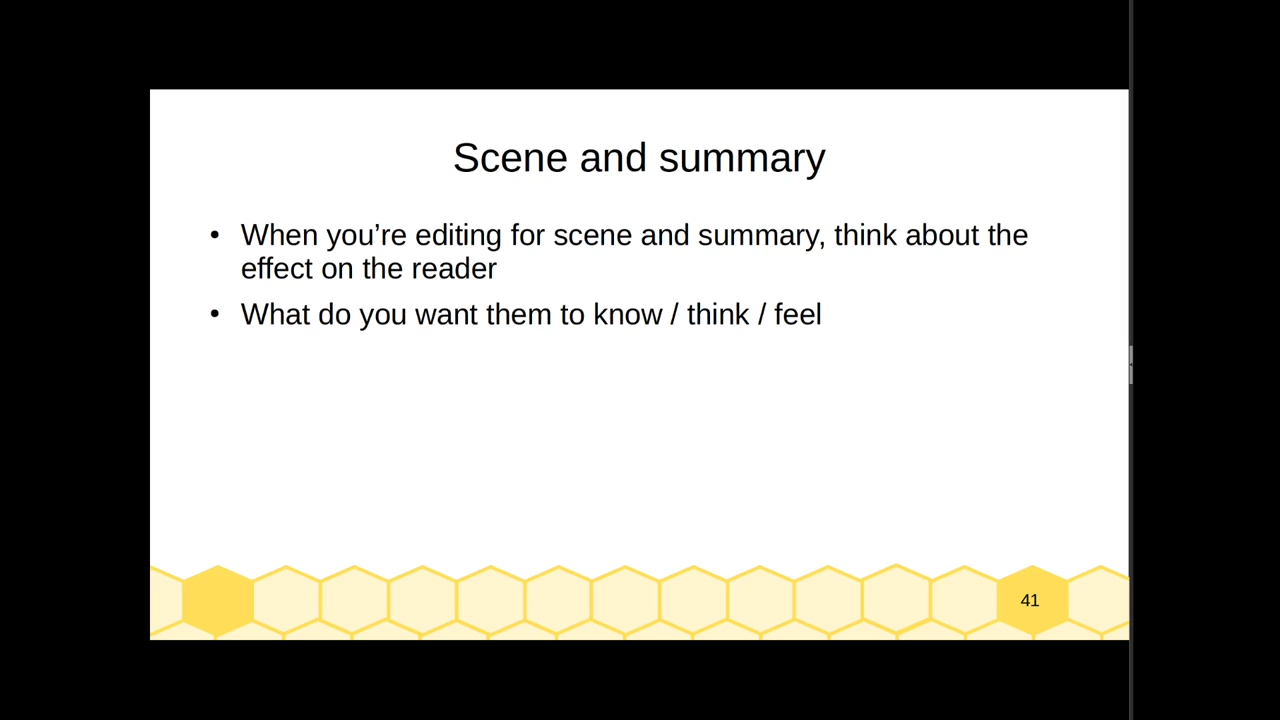 Scene and summary
• When you’re editing for scene and summary, think about the
effect on the reader
• What do you want them to know / think / feel
41